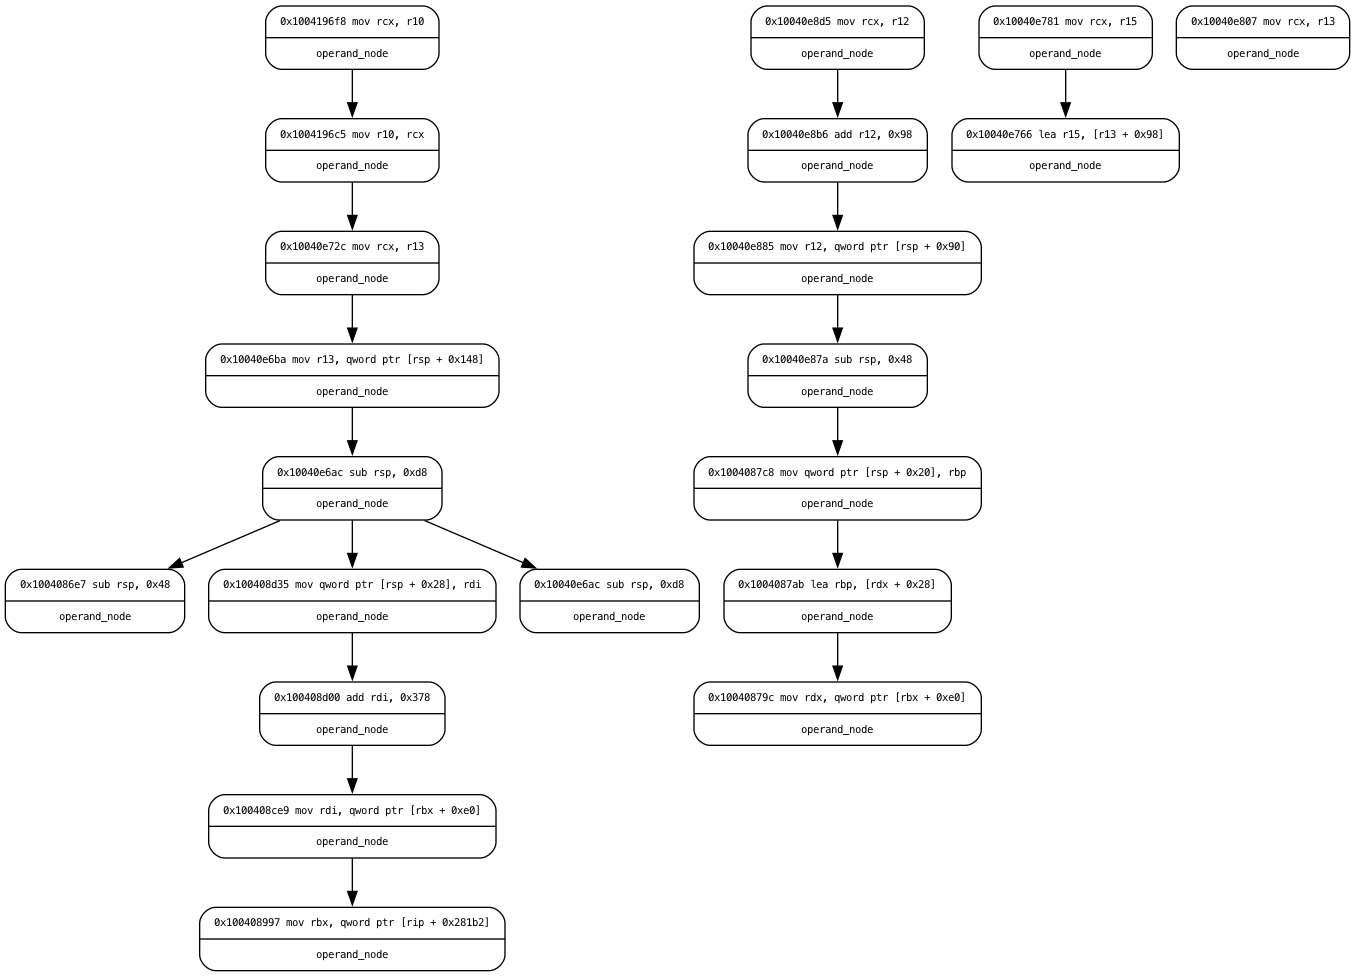 0x1004196f8 mov rcx, r10
operand_node
0x10040e8d5 mov rcx, r12
operand_node
0x10040e781 mov rcx, r15
operand_node
0x10040e807 mov rcx, r13
operand_node
0x1004196c5 mov r10, rcx
operand_node
0x10040e8b6 add r12, 0x98
operand_node
0x10040e766 lea r15, [r13 + 0x98]
operand_node
0x10040e72c mov rcx, r13
operand_node
0x10040e885 mov r12, qword ptr [rsp + 0x90]
operand_node
0x10040e6ba mov r13, qword ptr [rsp + 0x148]
operand_node
0x10040e87a sub rsp, 0x48
operand_node
0x10040e6ac sub rsp, 0xd8
operand_node
0x1004087c8 mov qword ptr [rsp + 0x20], rbp
operand_node
0x1004086e7 sub rsp, 0x48
operand_node
0x100408d35 mov qword ptr [rsp + 0x28], rdi
operand_node
0x10040e6ac sub rsp, 0xd8
operand_node
0x1004087ab lea rbp, [rdx + 0x28]
operand_node
0x100408d00 add rdi, 0x378
operand_node
0x10040879c mov rdx, qword ptr [rbx + 0xe0]
operand_node
0x100408ce9 mov rdi, qword ptr [rbx + 0xe0]
operand_node
0x100408997 mov rbx, qword ptr [rip + 0x281b2]
operand_node